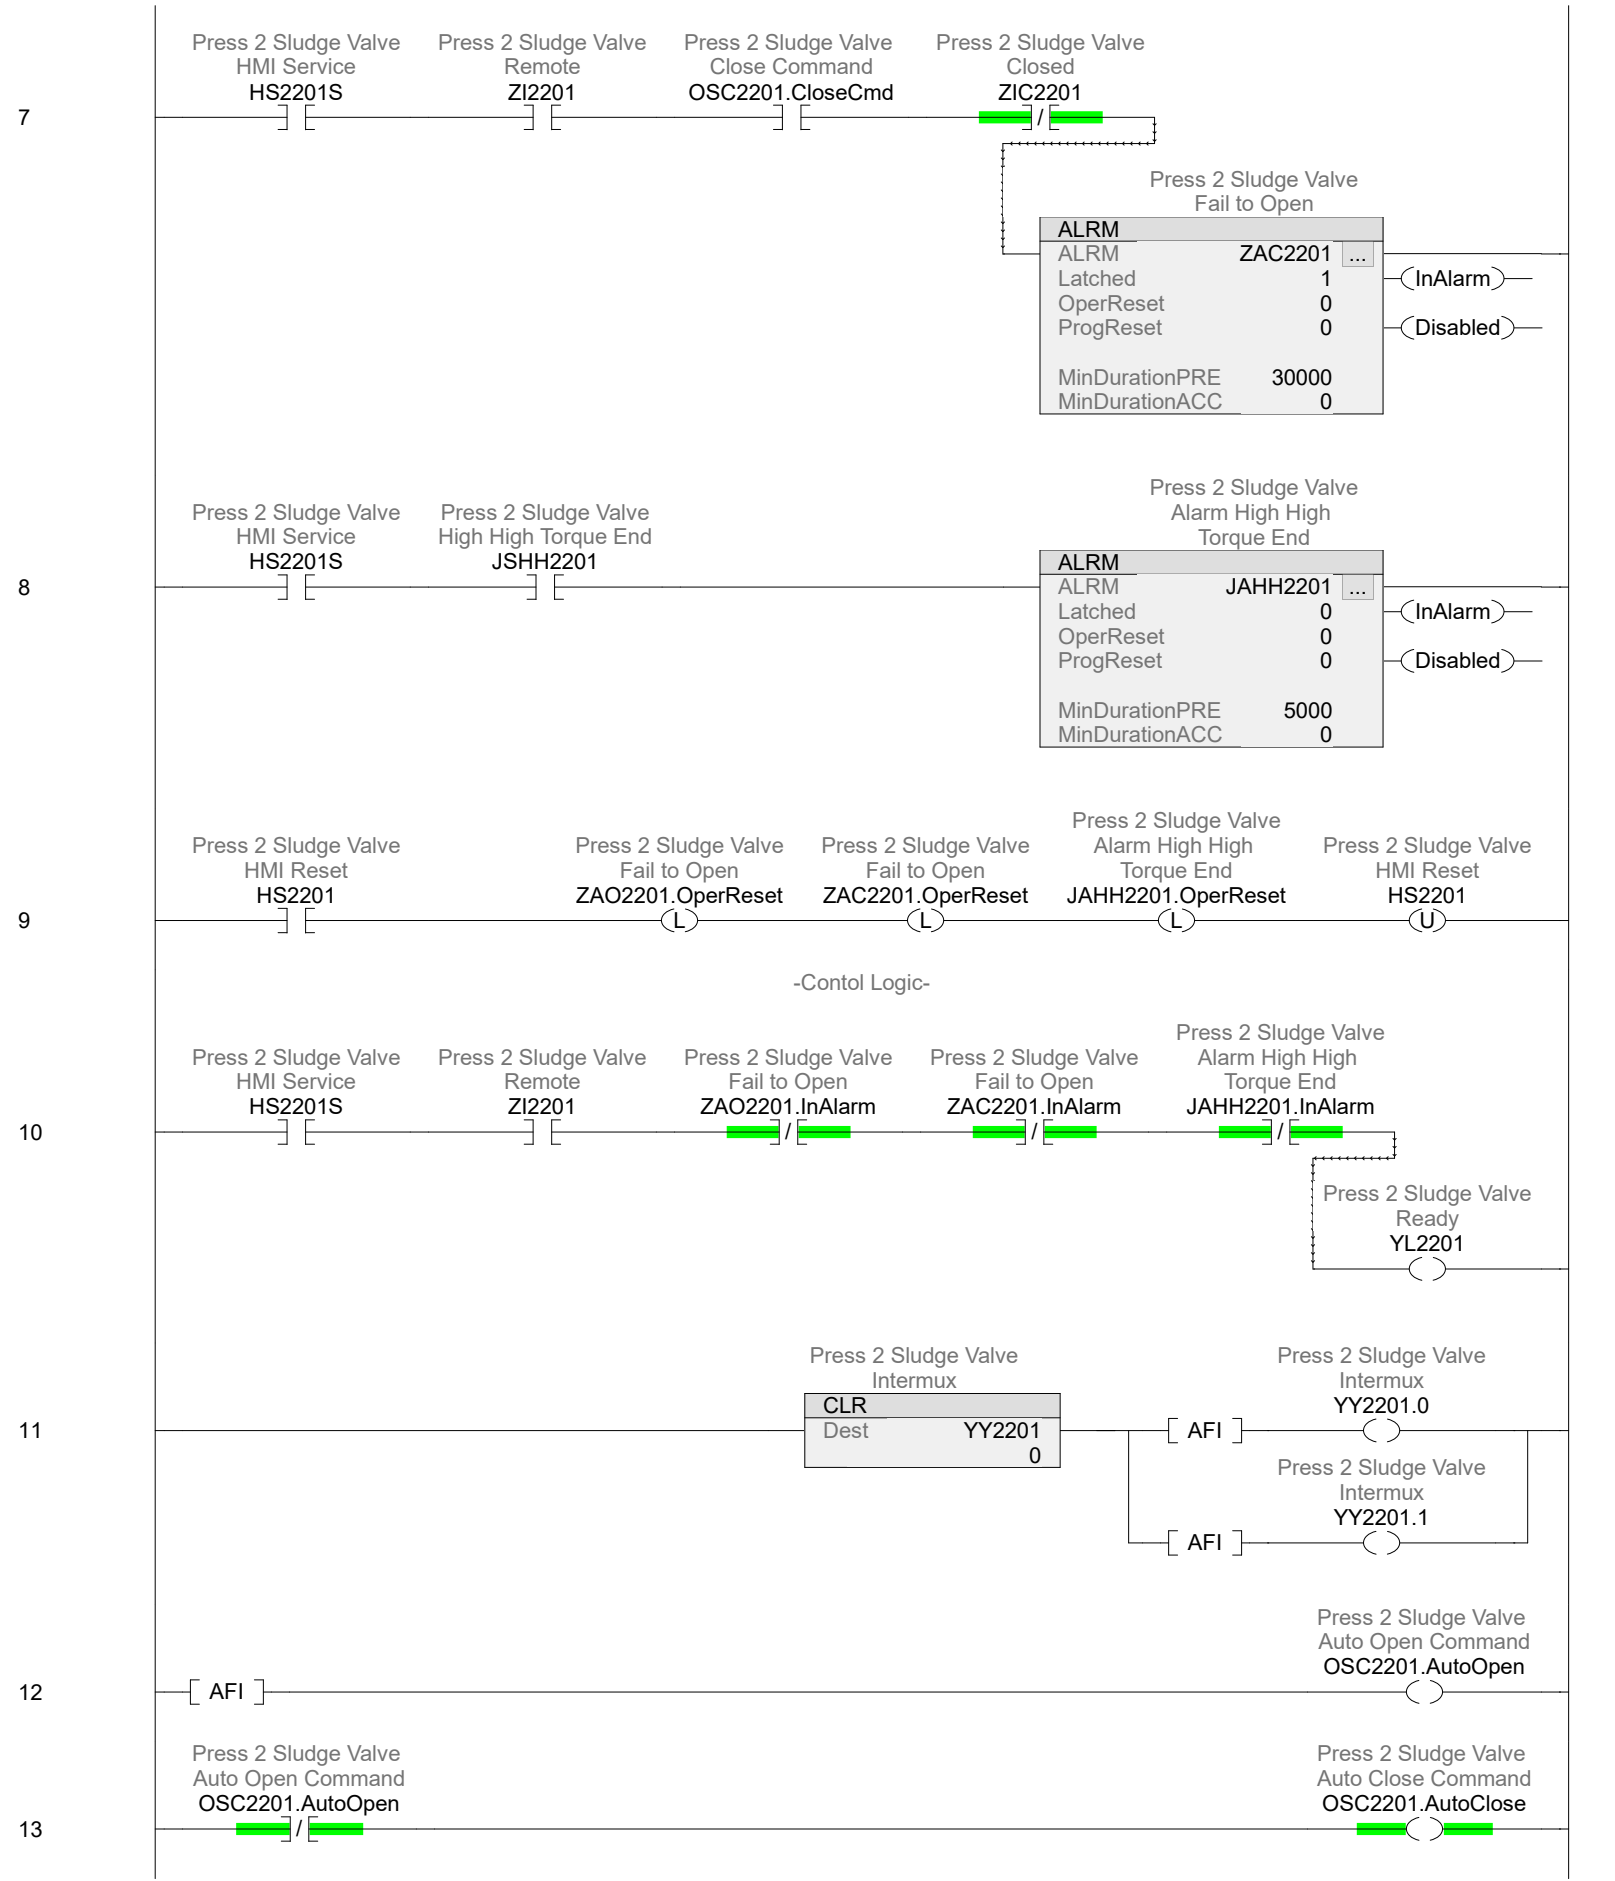 Press 2 Sludge Valve
HMI Service
HS2201S
Press 2 Sludge Valve
Remote
ZI2201
Press 2 Sludge Valve
Close Command
OSC2201.CloseCmd
Press 2 Sludge Valve
Closed
ZIC2201
7
/
Press 2 Sludge Valve
Fail to Open
ALRM
ALRM ZAC2201 ...
Latched 1
InAlarm
OperReset 0
ProgReset 0
Disabled
MinDurationPRE 30000
MinDurationACC 0
Press 2 Sludge Valve
HMI Service
HS2201S
Press 2 Sludge Valve
High High Torque End
JSHH2201
8
Press 2 Sludge Valve
Alarm High High
Torque End
ALRM
ALRM JAHH2201 ...
Latched 0
InAlarm
OperReset 0
ProgReset 0
Disabled
MinDurationPRE 5000
MinDurationACC 0
Press 2 Sludge Valve
HMI Reset
HS2201
Press 2 Sludge Valve
Fail to Open
ZAO2201.OperReset
Press 2 Sludge Valve
Fail to Open
ZAC2201.OperReset
Press 2 Sludge Valve
Alarm High High
Torque End
JAHH2201.OperReset
Press 2 Sludge Valve
HMI Reset
HS2201
9
L
L
L
U
-Contol Logic-
Press 2 Sludge Valve
HMI Service
HS2201S
Press 2 Sludge Valve
Remote
ZI2201
Press 2 Sludge Valve
Fail to Open
ZAO2201.InAlarm
Press 2 Sludge Valve
Fail to Open
ZAC2201.InAlarm
Press 2 Sludge Valve
Alarm High High
Torque End
JAHH2201.InAlarm
10
/
/
/
Press 2 Sludge Valve
Ready
YL2201
Press 2 Sludge Valve
Intermux
CLR
Dest YY2201
0
11
Press 2 Sludge Valve
Intermux
YY2201.0
AFI
Press 2 Sludge Valve
Intermux
YY2201.1
AFI
Press 2 Sludge Valve
Auto Open Command
OSC2201.AutoOpen
12
AFI
Press 2 Sludge Valve
Auto Open Command
OSC2201.AutoOpen
Press 2 Sludge Valve
Auto Close Command
OSC2201.AutoClose
13
/